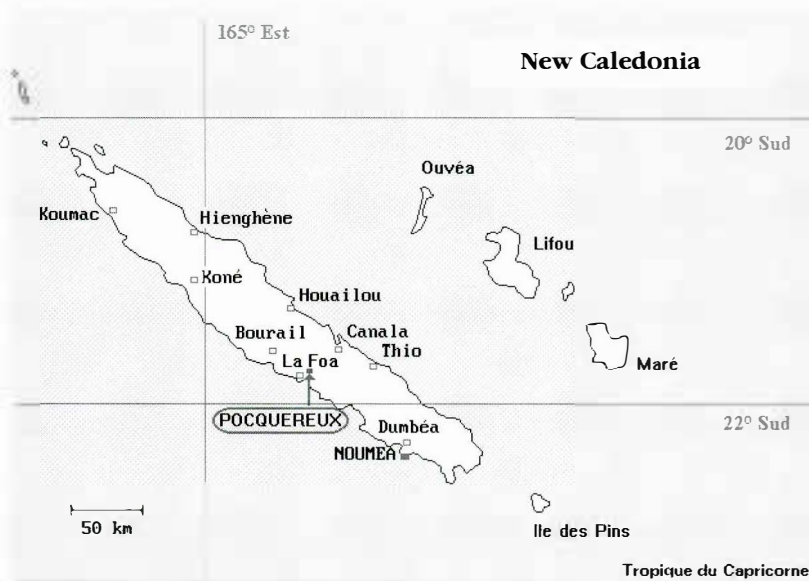 165° Est
New Caledonia
20° Sud
Ouvéa
Koumac
Hienghène
Lifou
Koné
Houaïlou
Bourail
Canala
La Foa
Thio
Maré
POCQUEREUX
22° Sud
Dumbéa
NOUMEA
50 km
Ile des Pins
Tropique du Capricorne